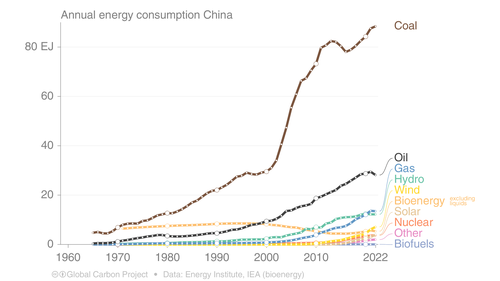 Annual energy consumption China
80 EJ
60
40
20
0
1960
1970
1980
1990
2000
2010
2022
Coal
Oil
Gas
Hydro
Wind
Bioenergy excluding liquids
Solar
Nuclear
Other
Biofuels
Global Carbon Project • Data: Energy Institute, IEA (bioenergy)